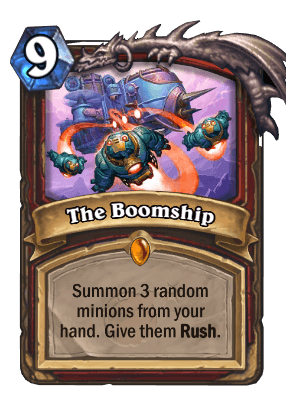 9
The Boomship
Summon 3 random
minions from your
hand. Give them Rush.